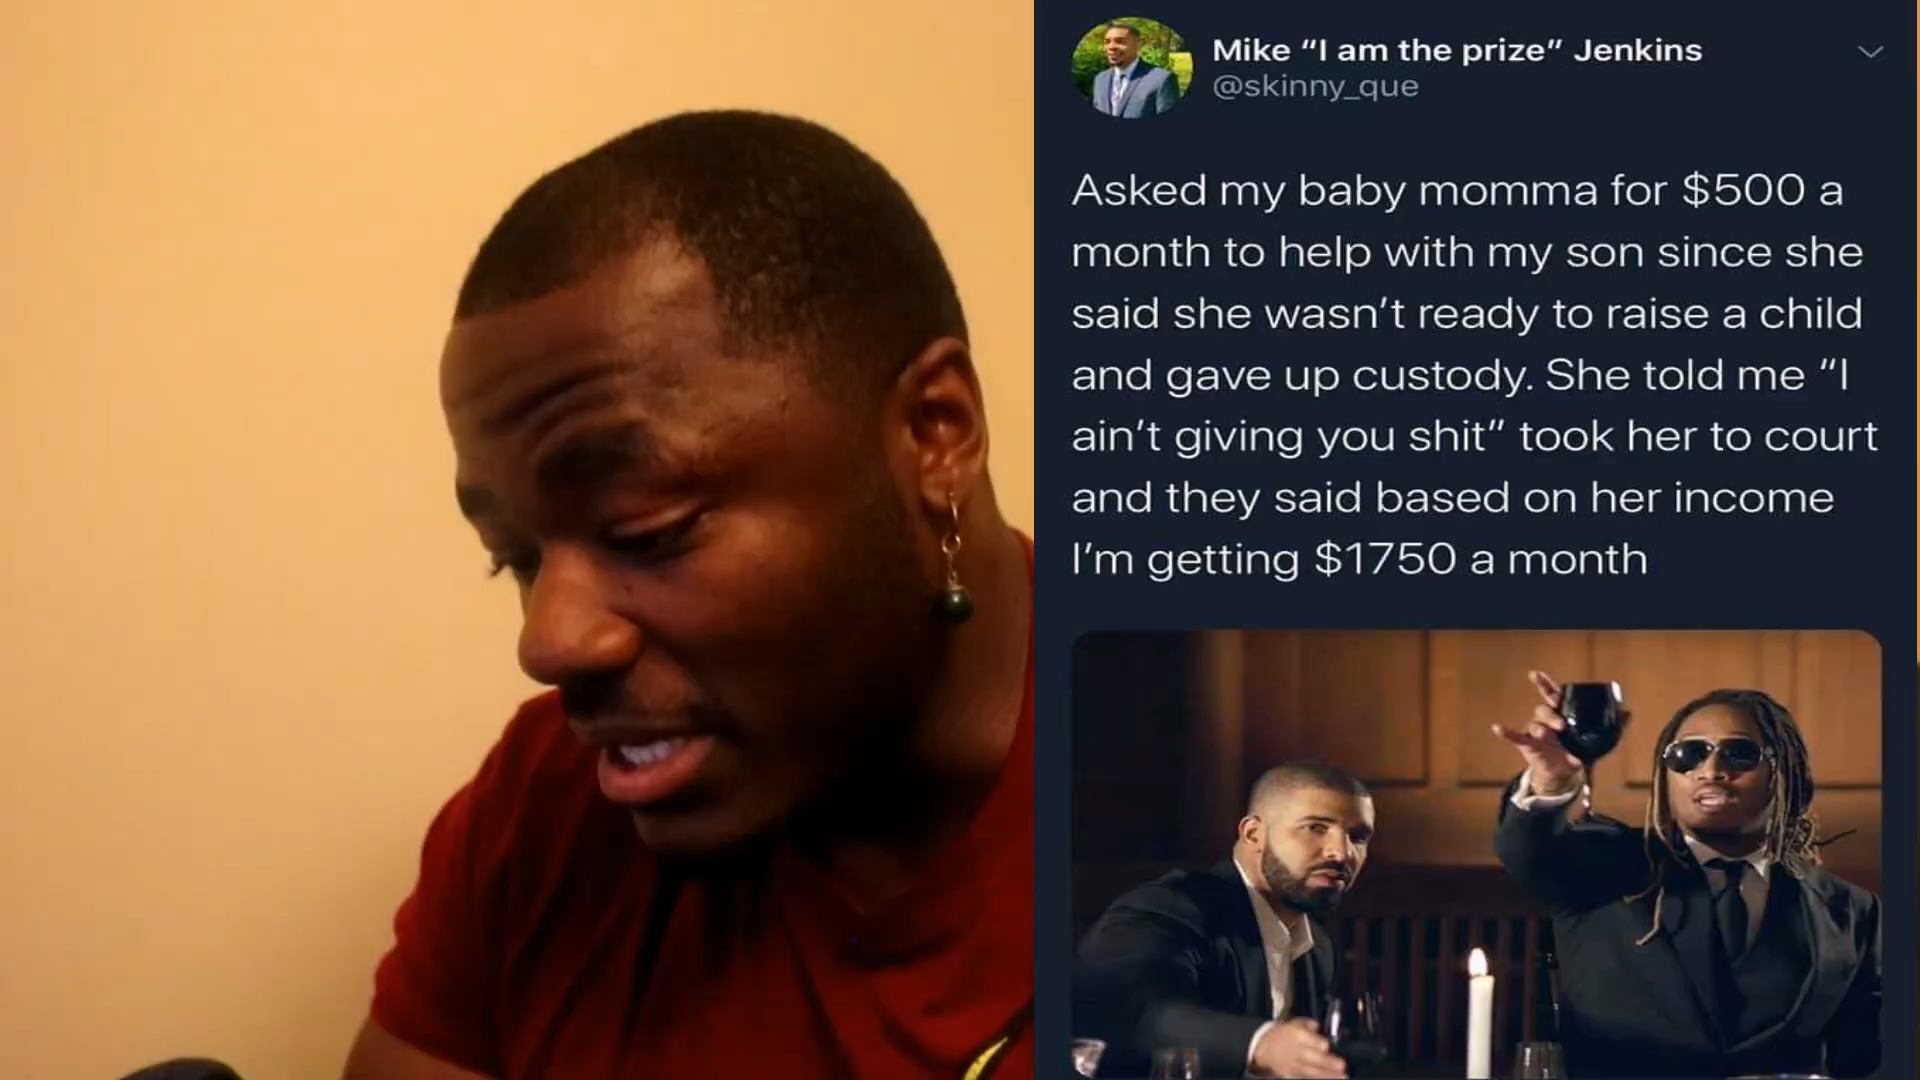 Mike “I am the prize” Jenkins
@skinny_que
Asked my baby momma for $500 a
month to help with my son since she
said she wasn’t ready to raise a child
and gave up custody. She told me “I
ain’t giving you shit” took her to court
and they said based on her income
I’m getting $1750 a month